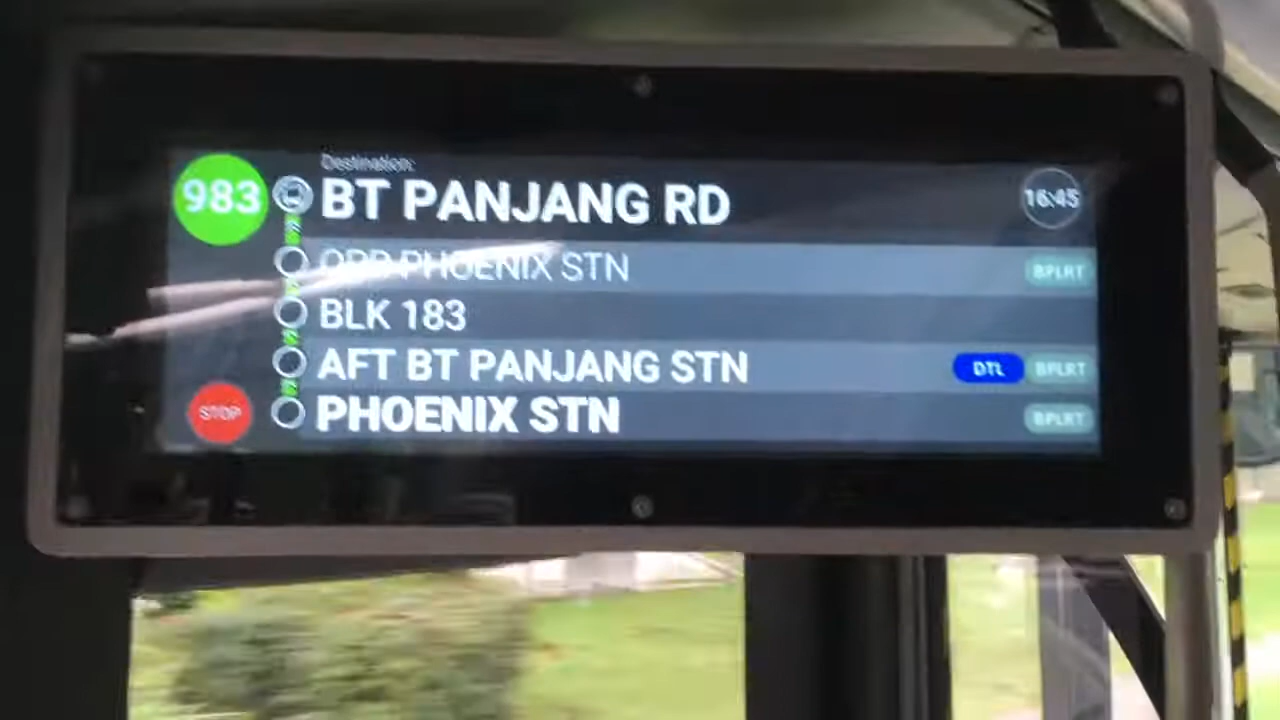 Destination:
983 BT PANJANG RD 16:45
OPP PHOENIX STN BPLRT
BLK 183
AFT BT PANJANG STN DTL BPLRT
STOP PHOENIX STN BPLRT